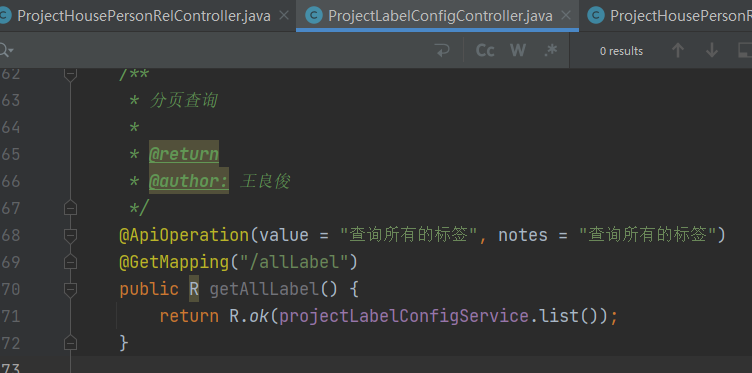 ProjectHousePersonRelController.java ProjectLabelConfigController.java ProjectHousePersonR
Cc W .* 0 results
62 /**
63 * 分页查询
64 *
65 * @return
66 * @author: 王良俊
67 */
68 @ApiOperation(value = "查询所有的标签", notes = "查询所有的标签")
69 @GetMapping("/allLabel")
70 public R getAllLabel() {
71 return R.ok(projectLabelConfigService.list());
72 }
73